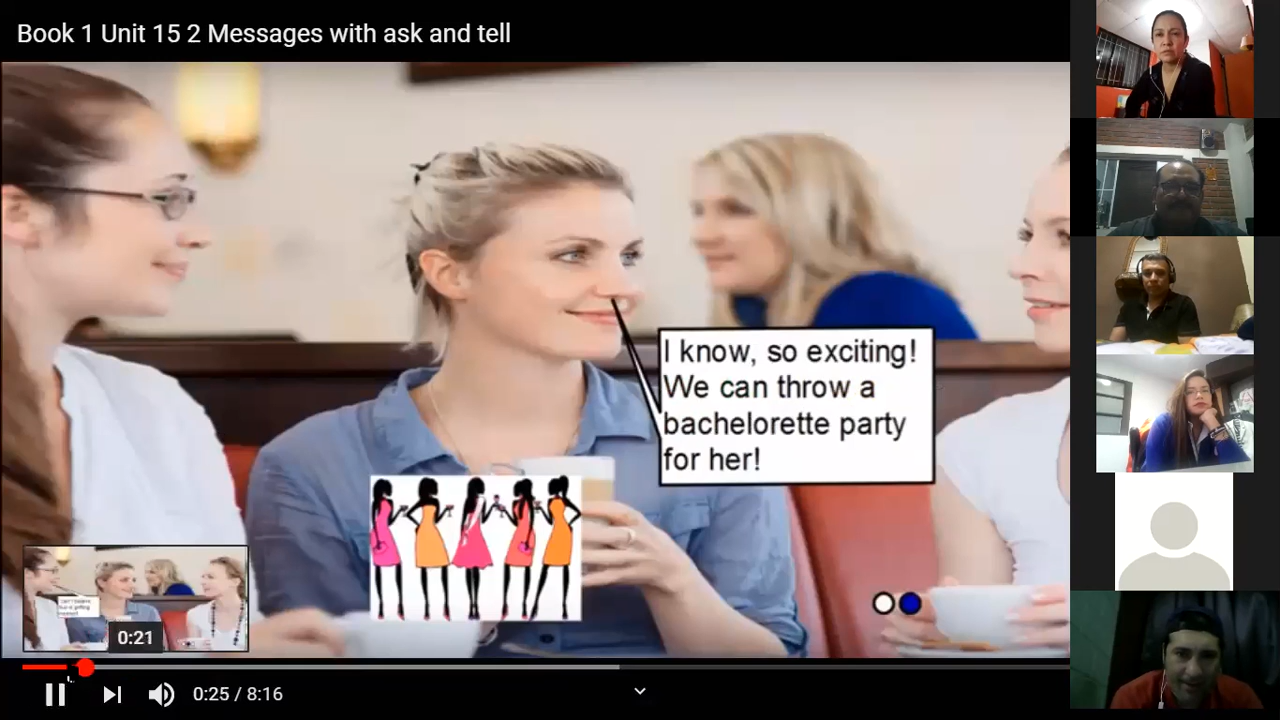 Book 1 Unit 15 2 Messages with ask and tell
I know, so exciting!
We can throw a
bachelorette party
for her!
0:21
0:25 / 8:16